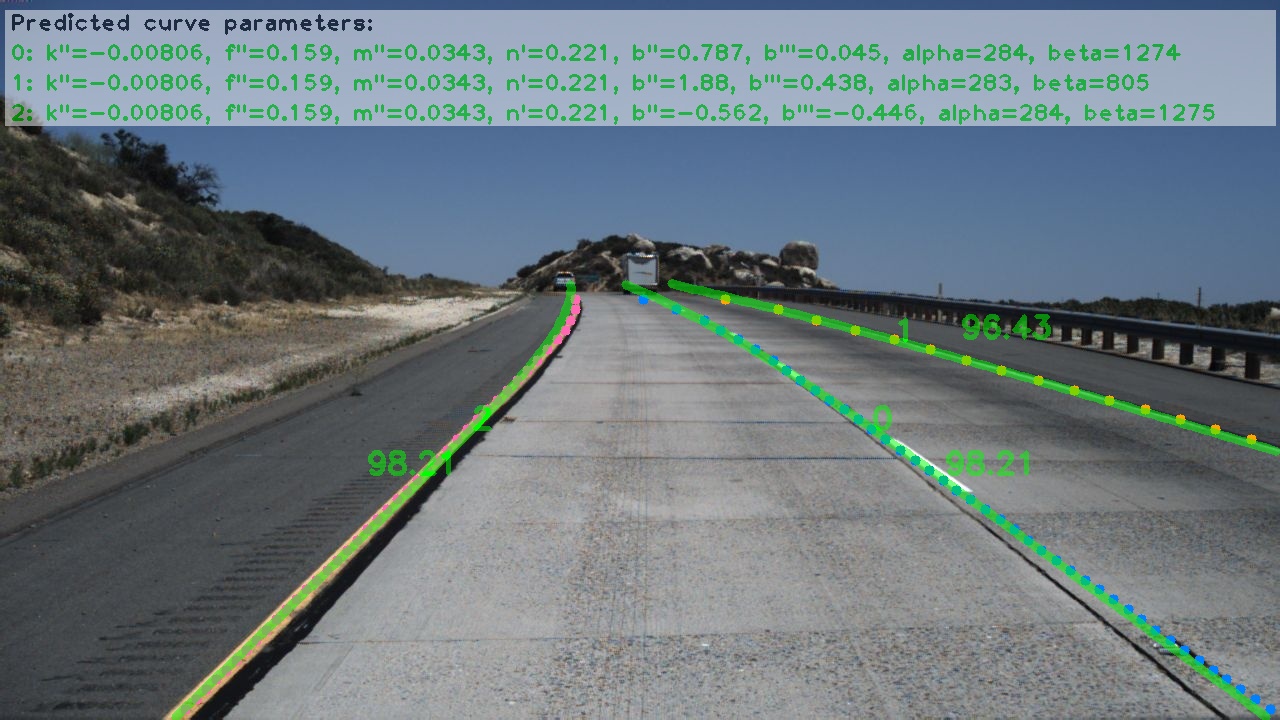 Predicted curve parameters:
0: k''=-0.00806, f''=0.159, m''=0.0343, n'=0.221, b''=0.787, b'''=0.045, alpha=284, beta=1274
1: k''=-0.00806, f''=0.159, m''=0.0343, n'=0.221, b''=1.88, b'''=0.438, alpha=283, beta=805
2: k''=-0.00806, f''=0.159, m''=0.0343, n'=0.221, b''=-0.562, b'''=-0.446, alpha=284, beta=1275
1 96.43
2 0
98.21 98.21